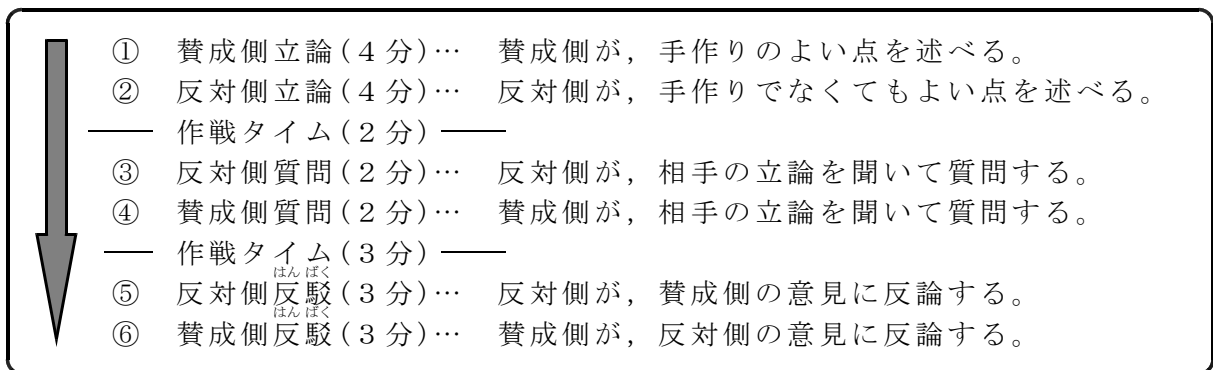 ① 賛成側立論(4分)… 賛成側が，手作りのよい点を述べる。
② 反対側立論(4分)… 反対側が，手作りでなくてもよい点を述べる。
── 作戦タイム(2分) ──
③ 反対側質問(2分)… 反対側が，相手の立論を聞いて質問する。
④ 賛成側質問(2分)… 賛成側が，相手の立論を聞いて質問する。
── 作戦タイム(3分) ──
はんばく
⑤ 反対側反駁(3分)… 反対側が，賛成側の意見に反論する。
はんばく
⑥ 賛成側反駁(3分)… 賛成側が，反対側の意見に反論する。